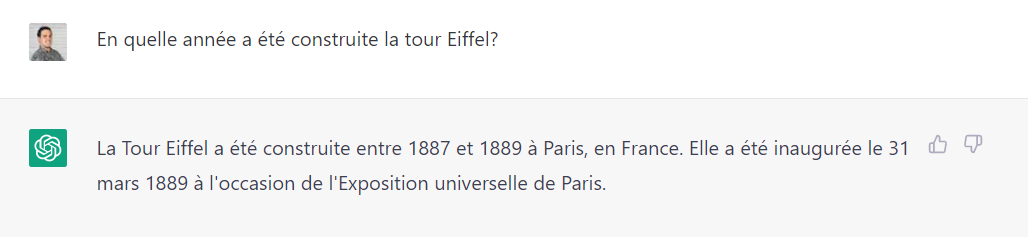 En quelle année a été construite la tour Eiffel?
La Tour Eiffel a été construite entre 1887 et 1889 à Paris, en France. Elle a été inaugurée le 31
mars 1889 à l'occasion de l'Exposition universelle de Paris.